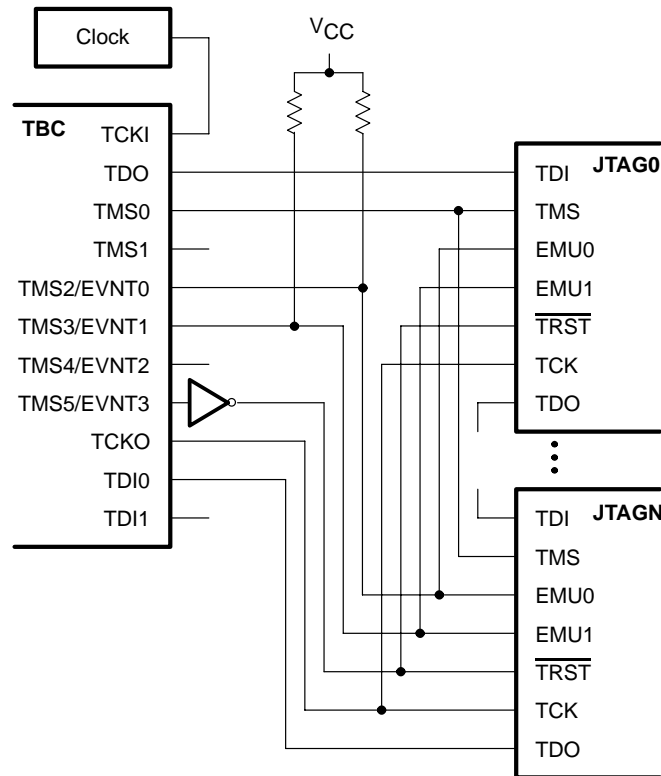 Clock
VCC
TBC
TCKI
TDO
TMS0
TMS1
TMS2/EVNT0
TMS3/EVNT1
TMS4/EVNT2
TMS5/EVNT3
TCKO
TDI0
TDI1
JTAG0
TDI
TMS
EMU0
EMU1
TRST
TCK
TDO
JTAGN
TDI
TMS
EMU0
EMU1
TRST
TCK
TDO